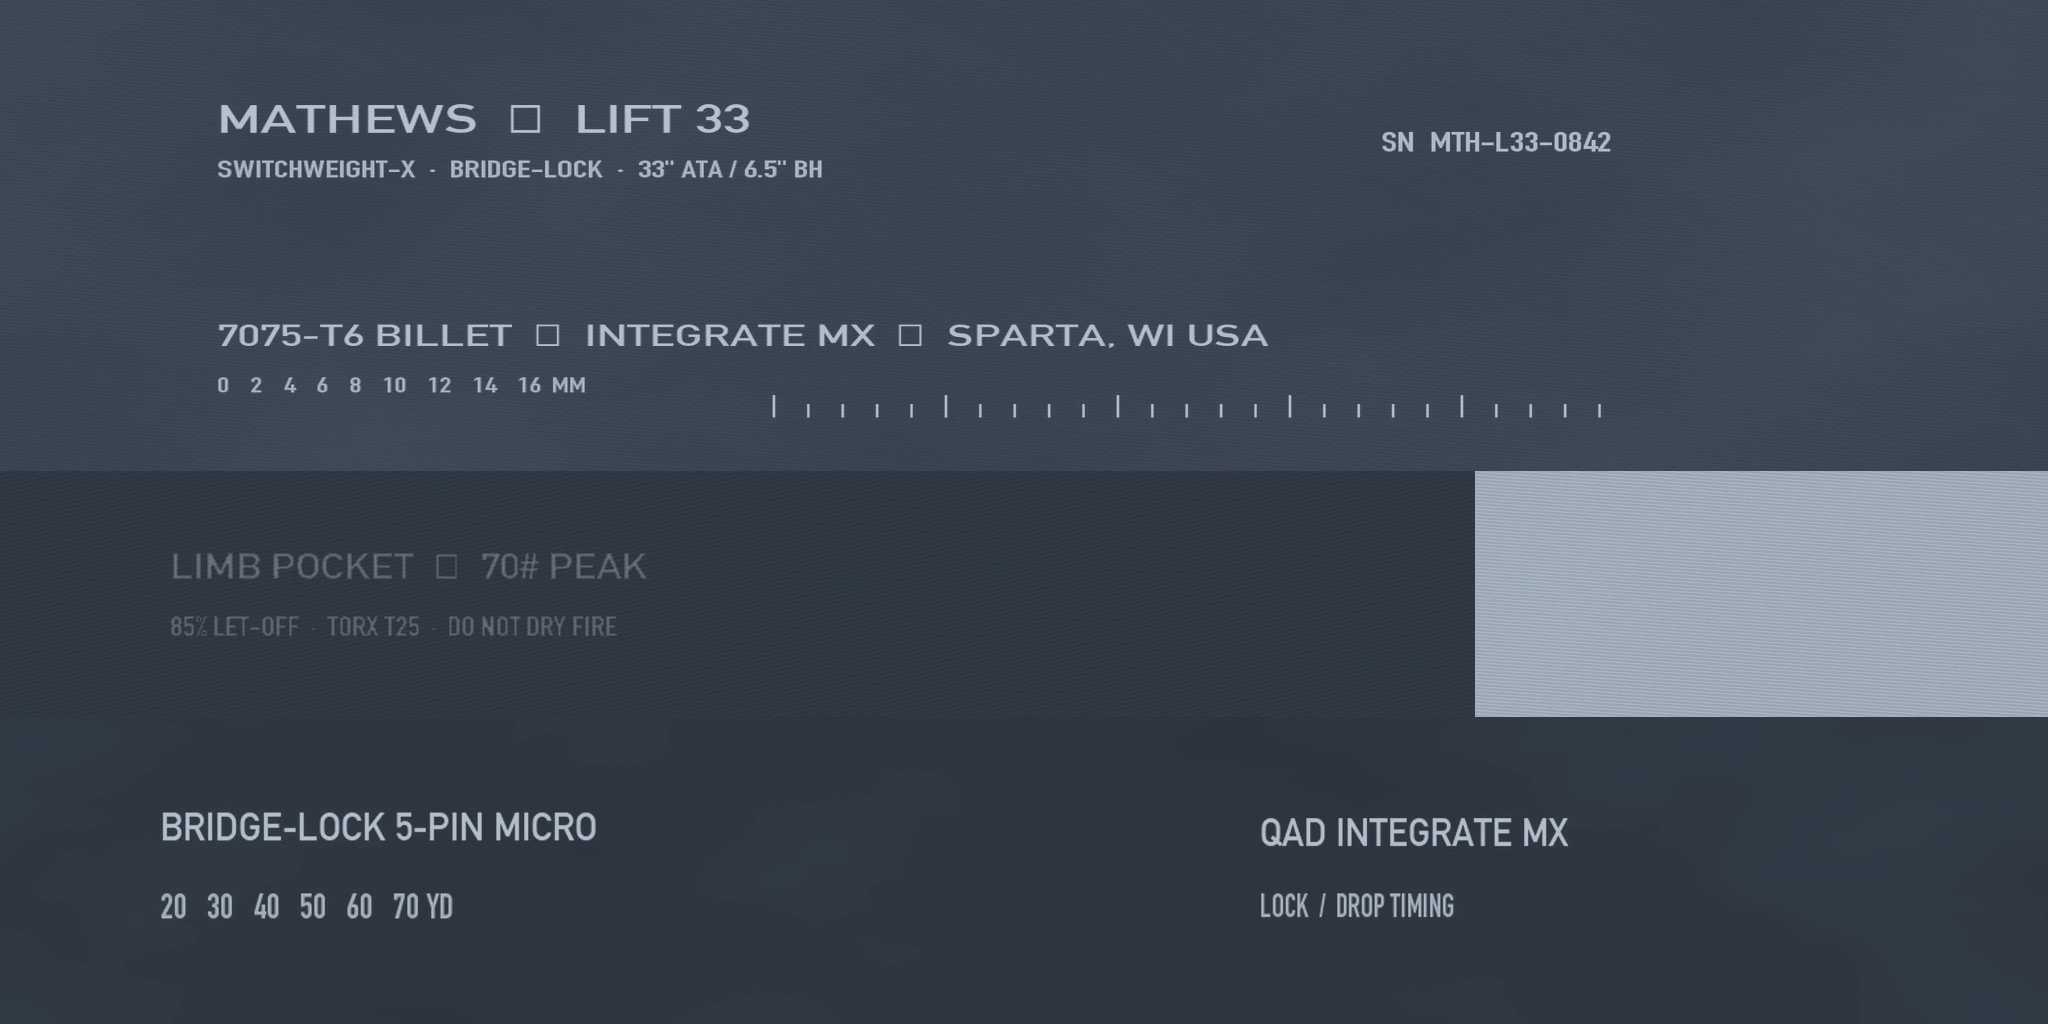 MATHEWS □ LIFT 33
SWITCHWEIGHT-X · BRIDGE-LOCK · 33" ATA / 6.5" BH
SN MTH-L33-0842
7075-T6 BILLET □ INTEGRATE MX □ SPARTA, WI USA
0 2 4 6 8 10 12 14 16 MM
LIMB POCKET □ 70# PEAK
85% LET-OFF · TORX T25 · DO NOT DRY FIRE
BRIDGE-LOCK 5-PIN MICRO
20 30 40 50 60 70 YD
QAD INTEGRATE MX
LOCK / DROP TIMING